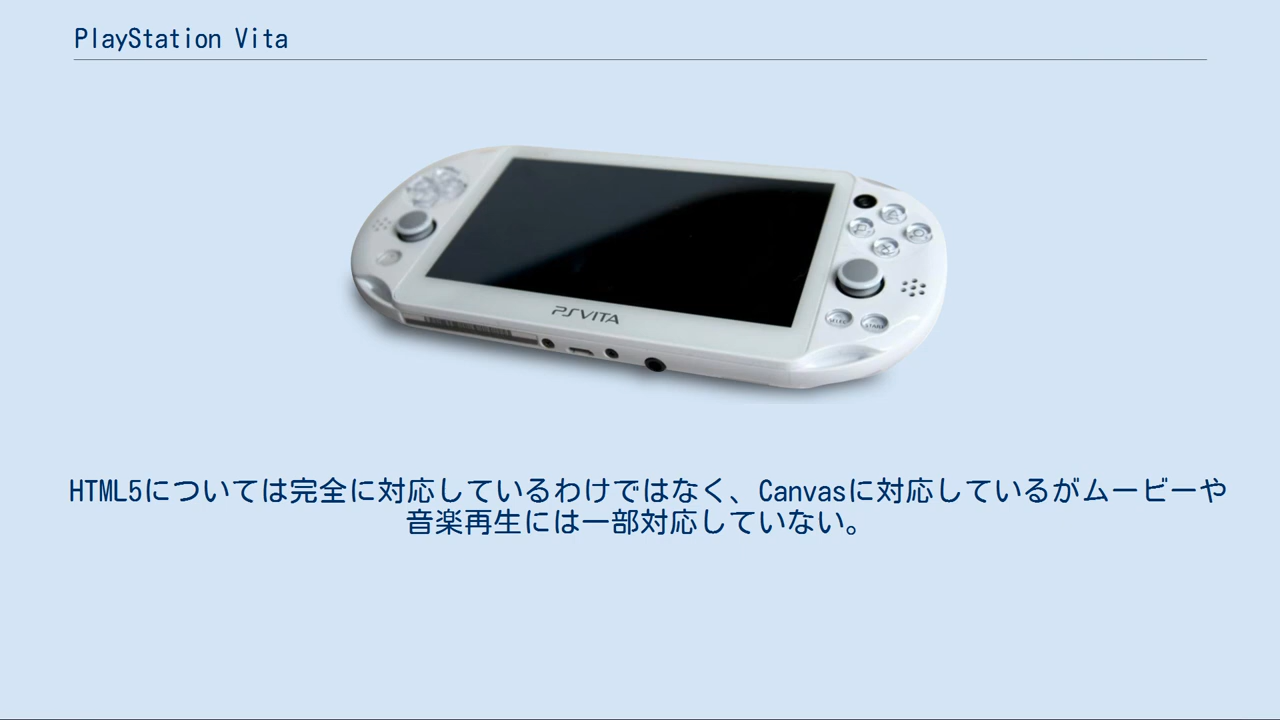 PlayStation Vita
PSVITA
SELECT
START
HTML5については完全に対応しているわけではなく、Canvasに対応しているがムービーや
音楽再生には一部対応していない。